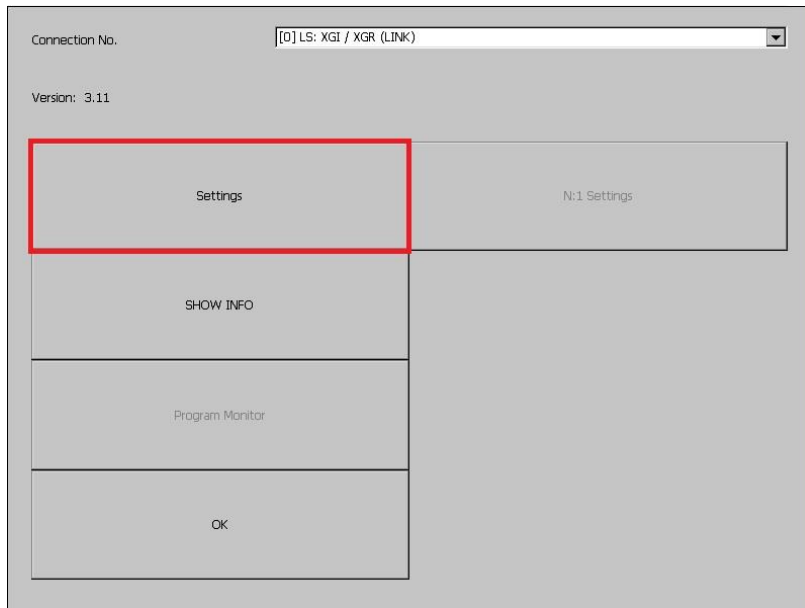 Connection No. [0] LS: XGI / XGR (LINK)
Version: 3.11
Settings N:1 Settings
SHOW INFO
Program Monitor
OK